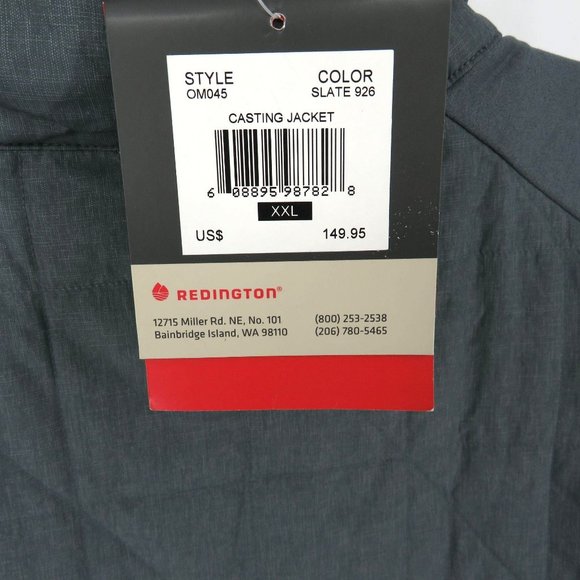 STYLE COLOR
OM045 SLATE 926
CASTING JACKET
6 08895 98782 8
XXL
US$ 149.95
REDINGTON®
12715 Miller Rd. NE, No. 101 (800) 253-2538
Bainbridge Island, WA 98110 (206) 780-5465